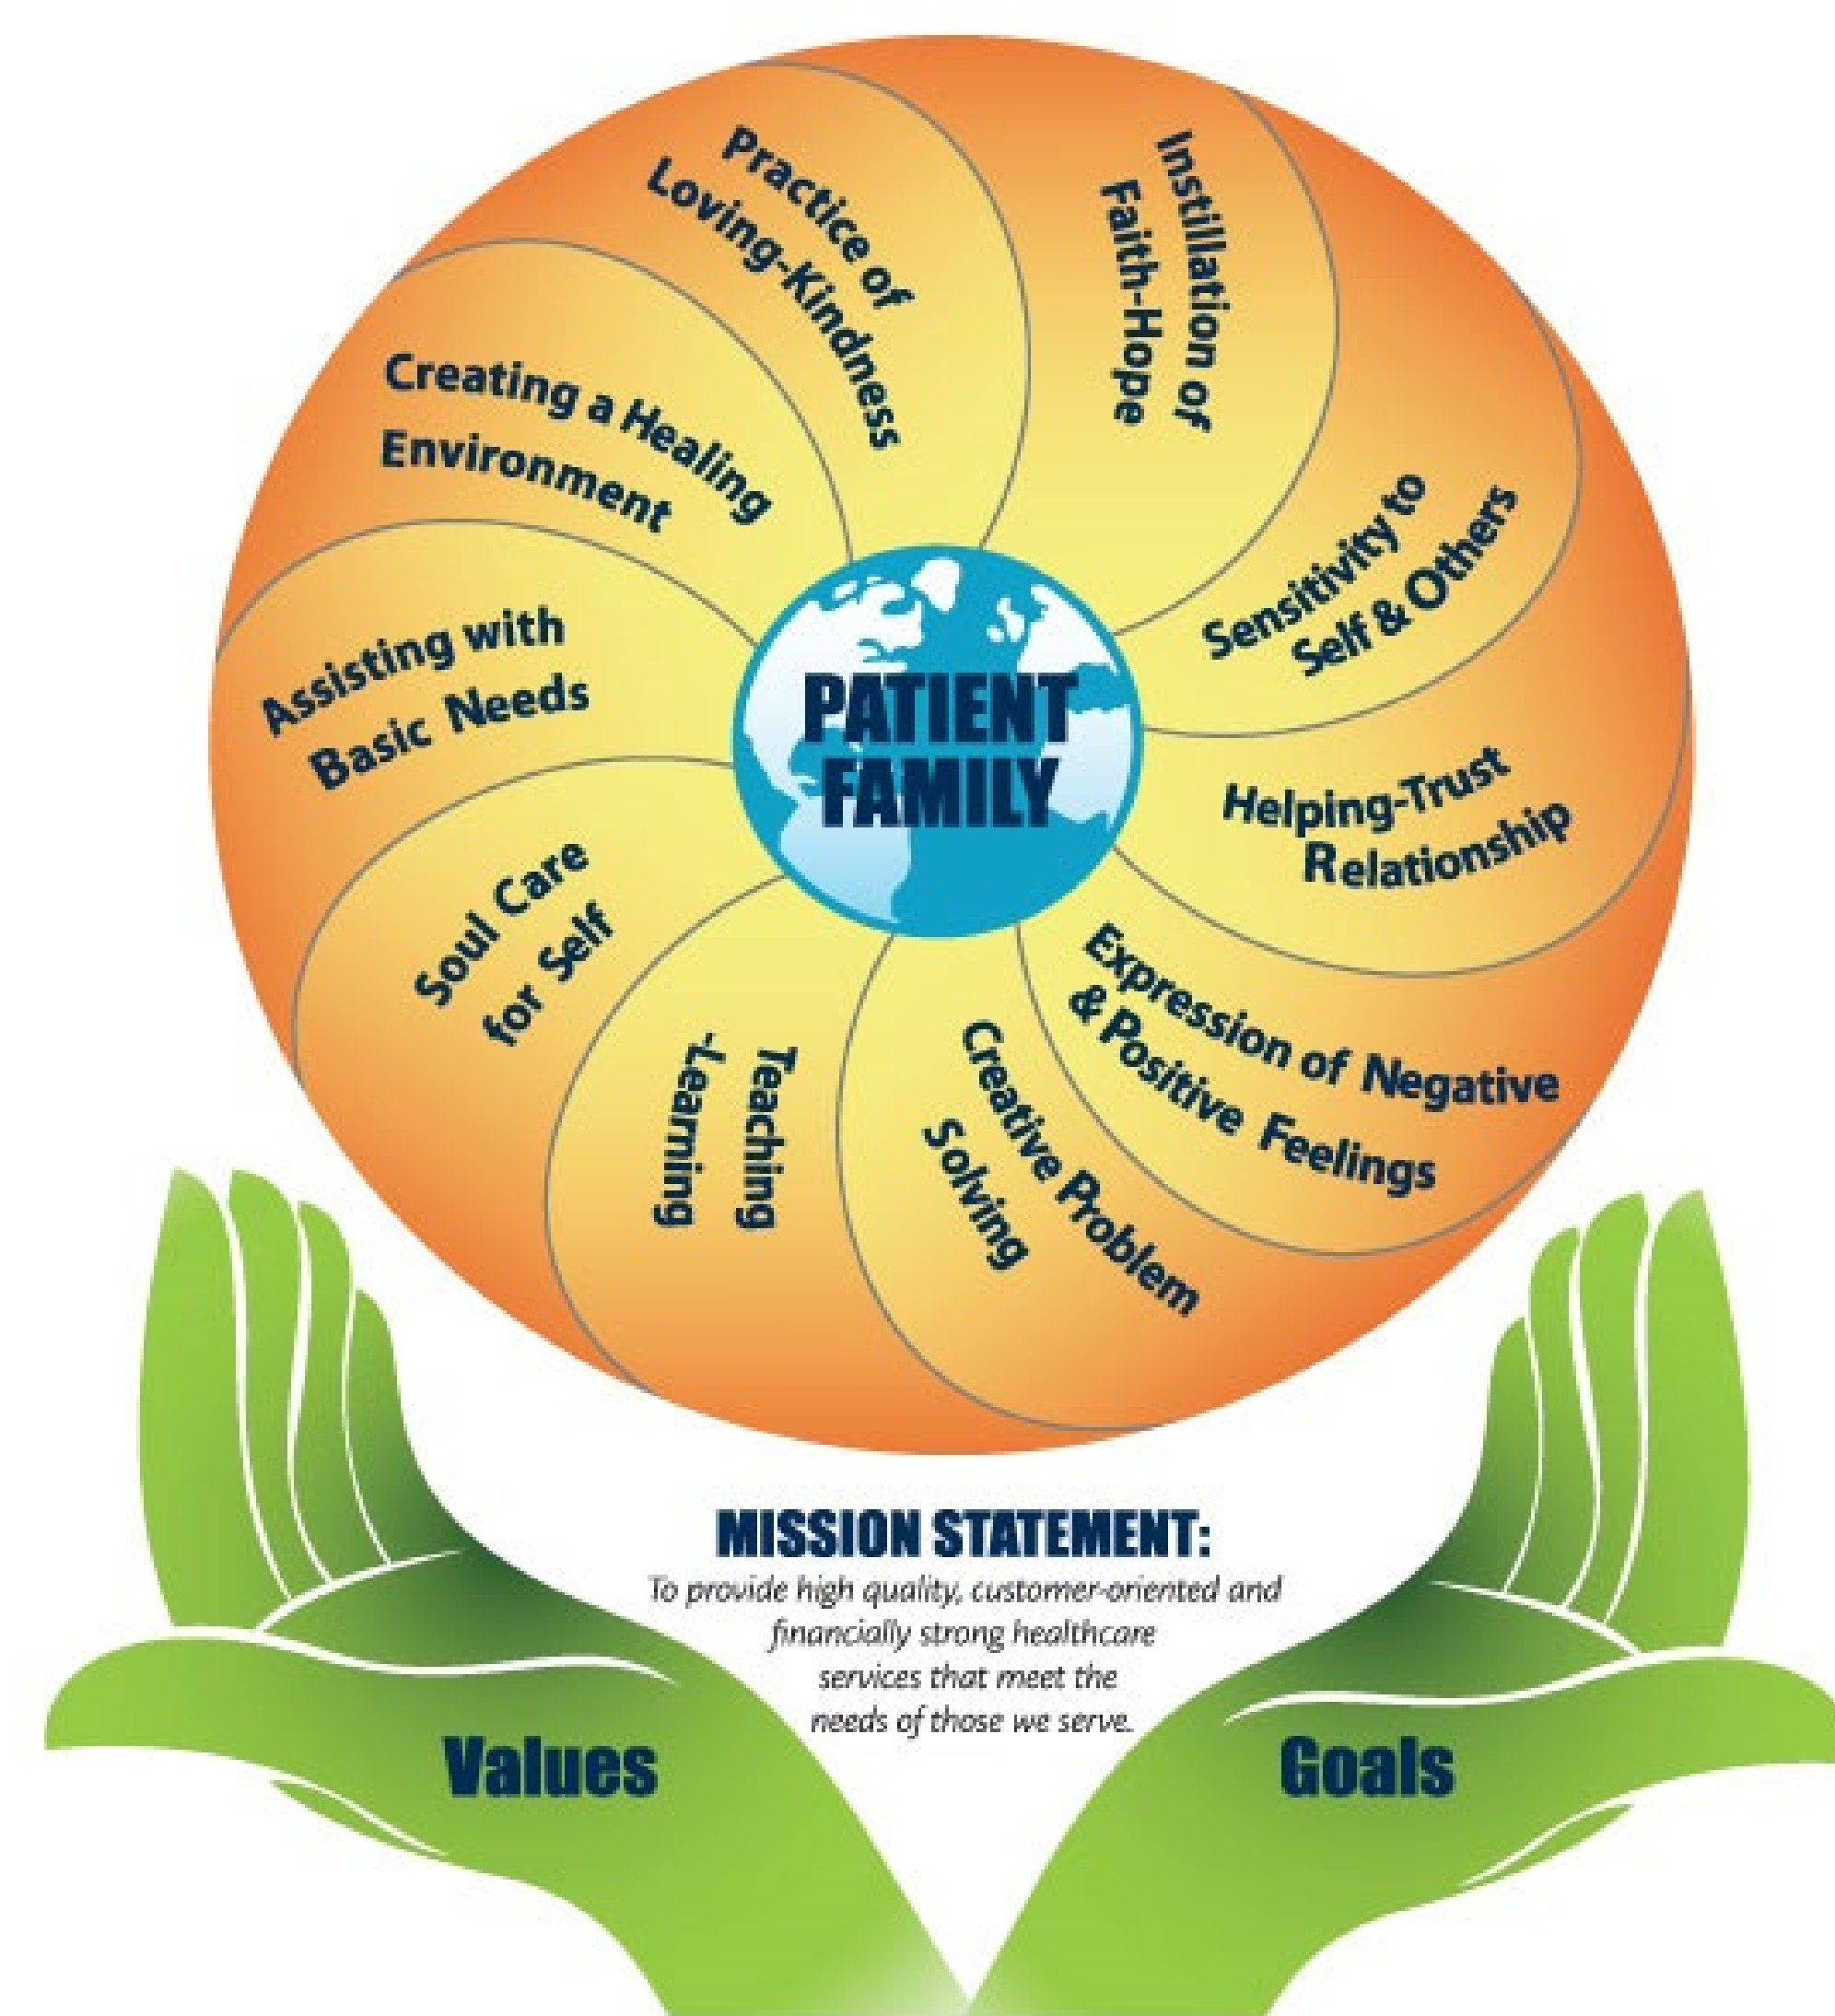 Practice of
Loving-Kindness
Instillation of
Faith-Hope
Sensitivity to
Self & Others
Helping-Trust
Relationship
Expression of Negative
& Positive Feelings
Creative Problem
Solving
Teaching
-Learning
Soul Care
for Self
Assisting with
Basic Needs
Creating a Healing
Environment
PATIENT
FAMILY
MISSION STATEMENT:
To provide high quality, customer-oriented and
financially strong healthcare
services that meet the
needs of those we serve.
Values
Goals